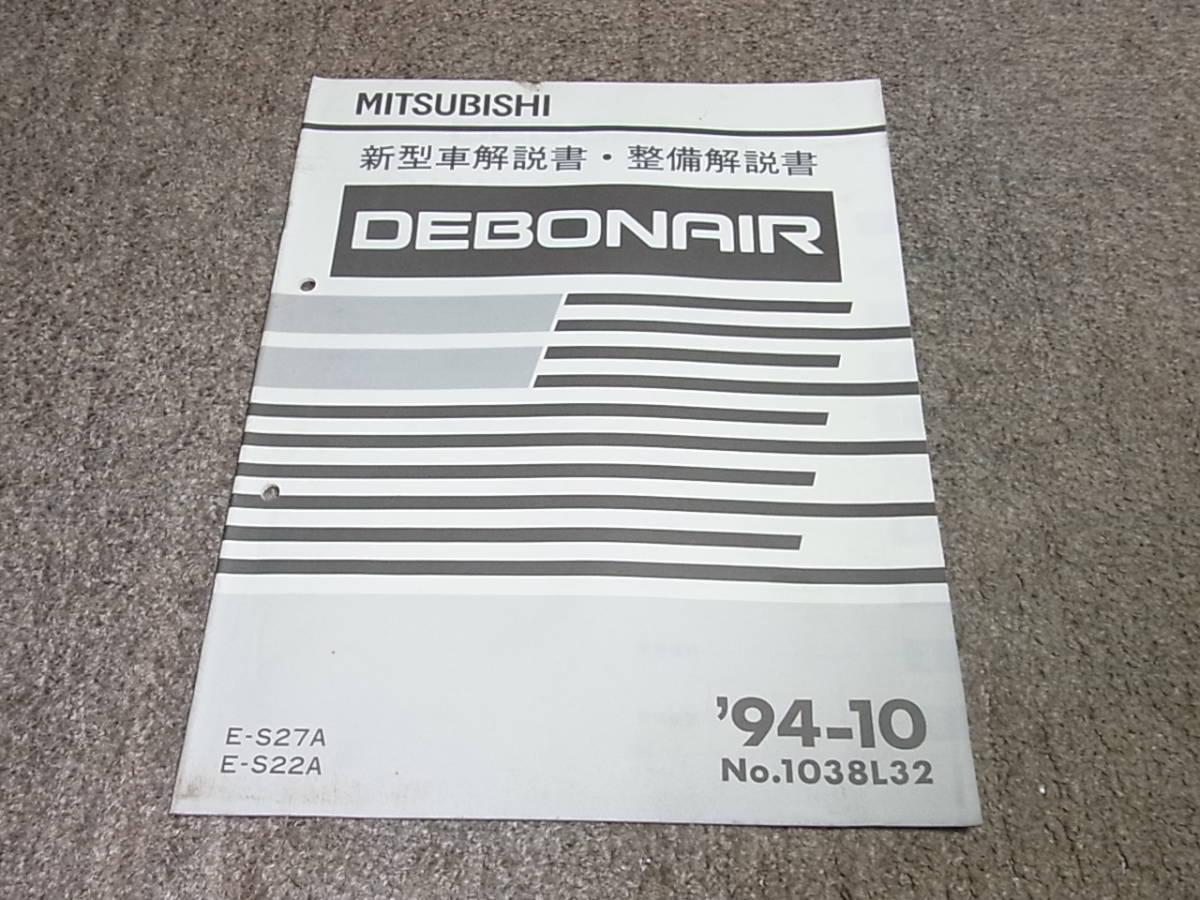 MITSUBISHI
新型車解説書・整備解説書
DEBONAIR
E-S27A
E-S22A
'94-10
No.1038L32